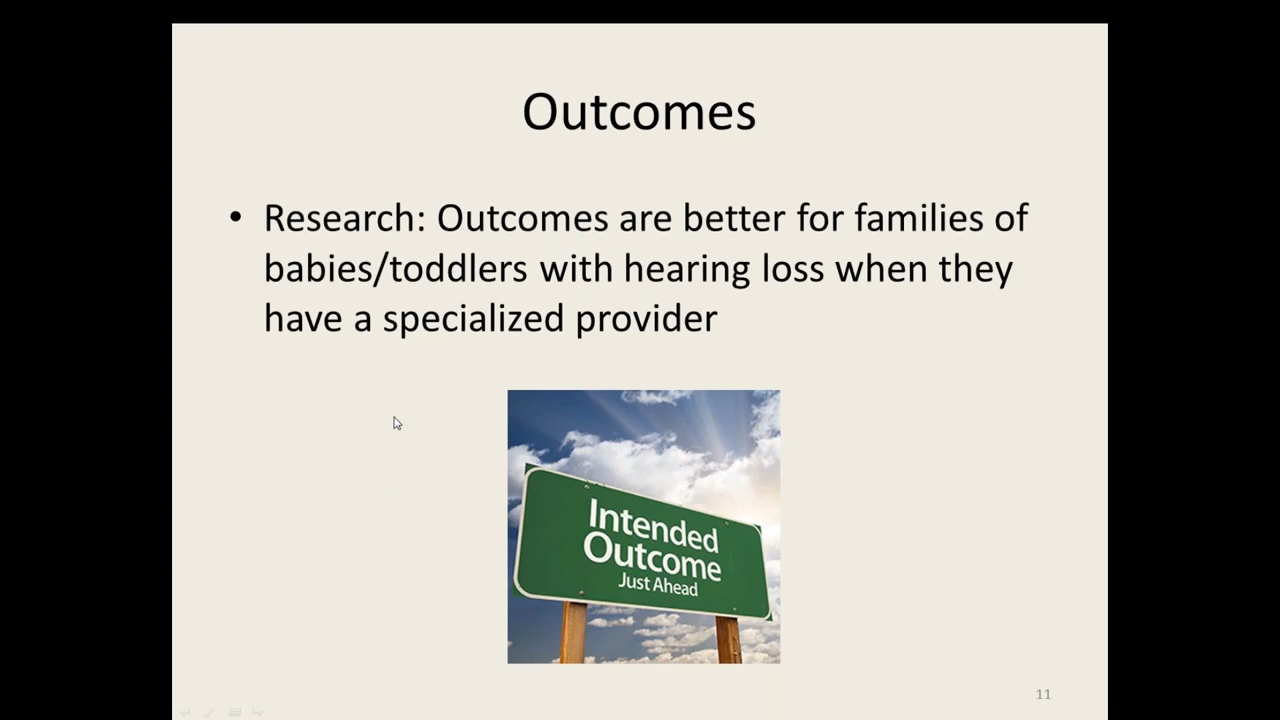 Outcomes
• Research: Outcomes are better for families of
babies/toddlers with hearing loss when they
have a specialized provider
Intended
Outcome
Just Ahead
11